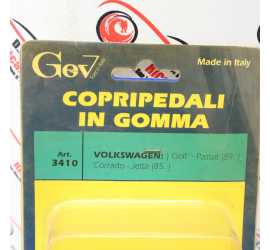 Gev
Made in Italy
COPRIPEDALI
IN GOMMA
Art.
3410
VOLKSWAGEN: Golf - Passat (89. )
Corrado - Jetta (85. )